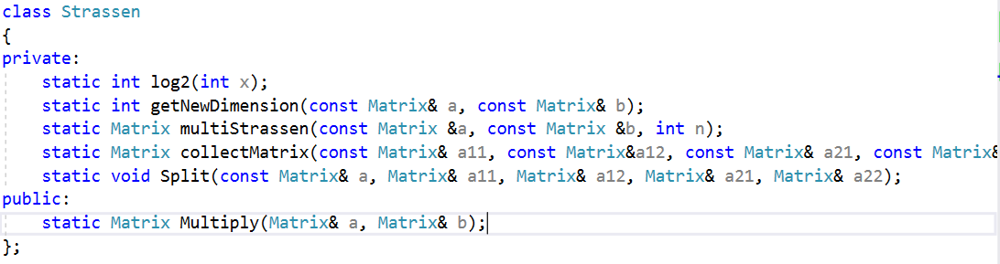 class Strassen
{
private:
    static int log2(int x);
    static int getNewDimension(const Matrix& a, const Matrix& b);
    static Matrix multiStrassen(const Matrix &a, const Matrix &b, int n);
    static Matrix collectMatrix(const Matrix& a11, const Matrix&a12, const Matrix& a21, const Matrix&
    static void Split(const Matrix& a, Matrix& a11, Matrix& a12, Matrix& a21, Matrix& a22);
public:
    static Matrix Multiply(Matrix& a, Matrix& b);
};